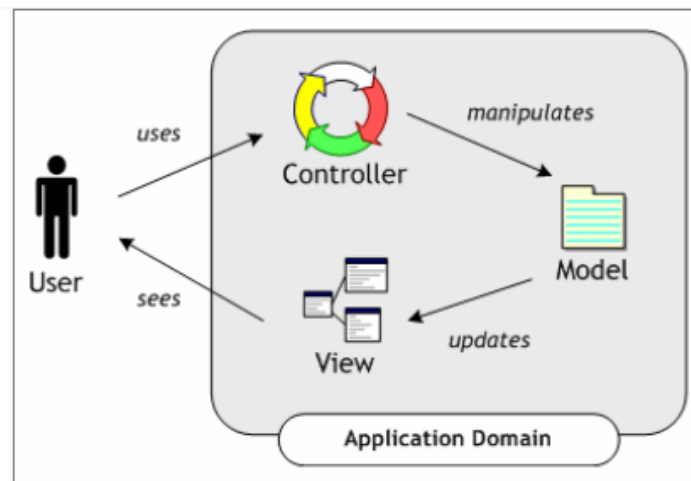 uses
manipulates
Controller
User
Model
sees
View
updates
Application Domain